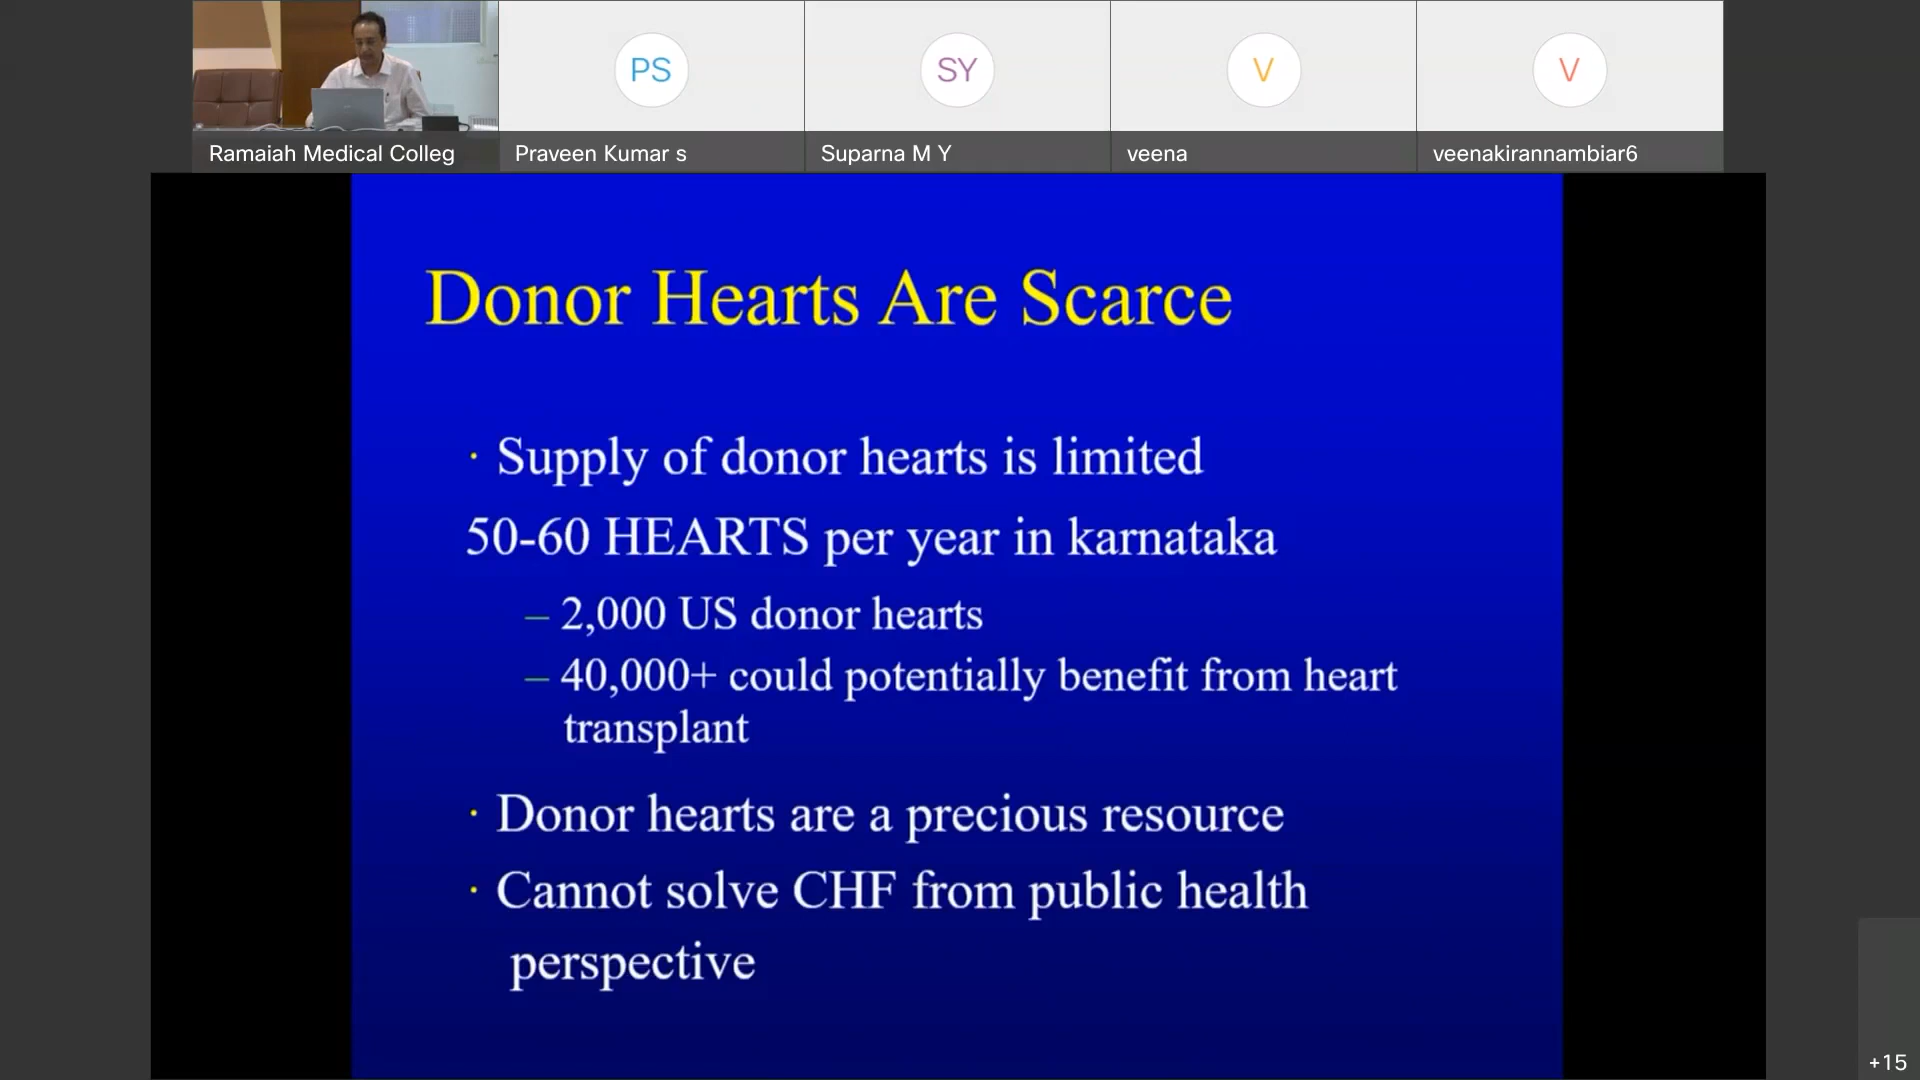 PS
SY
V
V
Ramaiah Medical Colleg
Praveen Kumar s
Suparna M Y
veena
veenakirannambiar6
Donor Hearts Are Scarce
· Supply of donor hearts is limited
50-60 HEARTS per year in karnataka
– 2,000 US donor hearts
– 40,000+ could potentially benefit from heart
transplant
· Donor hearts are a precious resource
· Cannot solve CHF from public health
perspective
+15